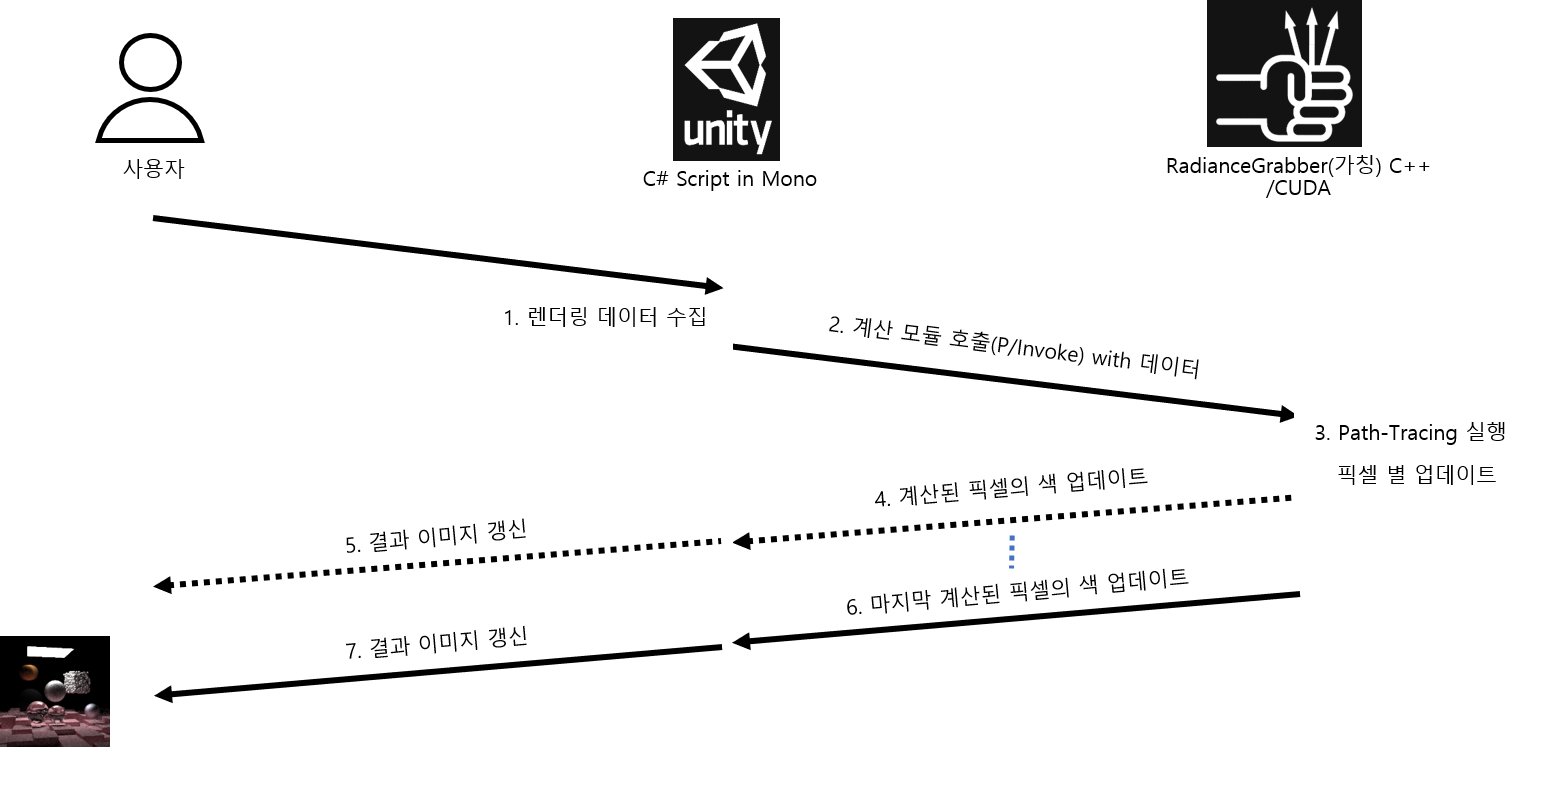 unity
사용자
C# Script in Mono
RadianceGrabber(가칭) C++
/CUDA
1. 렌더링 데이터 수집
2. 계산 모듈 호출(P/Invoke) with 데이터
3. Path-Tracing 실행
픽셀 별 업데이트
4. 계산된 픽셀의 색 업데이트
5. 결과 이미지 갱신
6. 마지막 계산된 픽셀의 색 업데이트
7. 결과 이미지 갱신